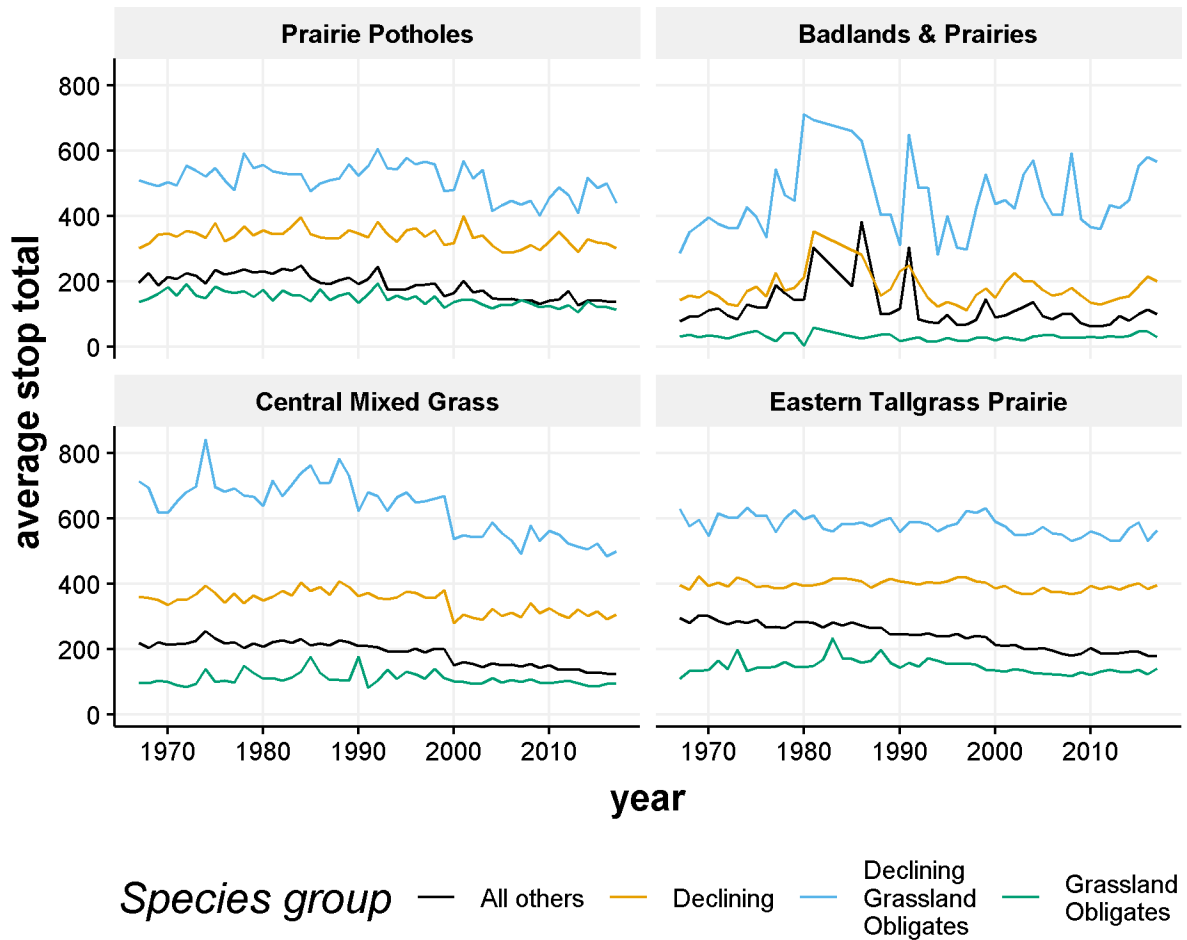 Prairie Potholes
Badlands & Prairies
800
600
400
200
0
Central Mixed Grass
Eastern Tallgrass Prairie
800
600
400
200
0
1970 1980 1990 2000 2010
1970 1980 1990 2000 2010
average stop total
year
Species group
All others
Declining
Declining
Grassland
Obligates
Grassland
Obligates